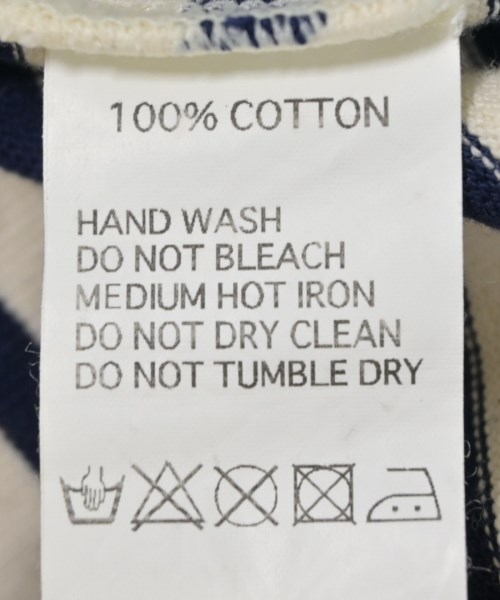 100% COTTON
HAND WASH
DO NOT BLEACH
MEDIUM HOT IRON
DO NOT DRY CLEAN
DO NOT TUMBLE DRY